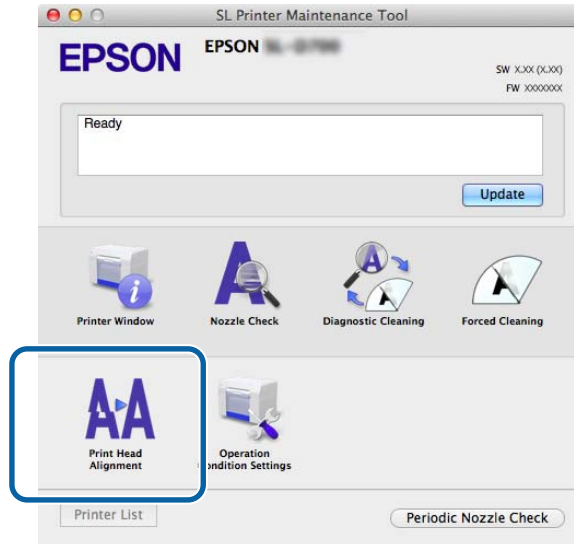 SL Printer Maintenance Tool
EPSON
EPSON
SW X.XX (X.XX)
FW XXXXXXX
Ready
Update
Printer Window
Nozzle Check
Diagnostic Cleaning
Forced Cleaning
Print Head
Alignment
Operation
ondition Settings
Printer List
Periodic Nozzle Check